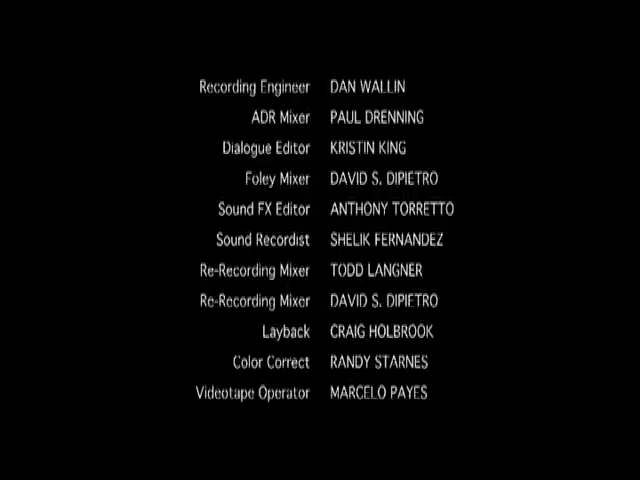 Recording Engineer DAN WALLIN
ADR Mixer PAUL DRENNING
Dialogue Editor KRISTIN KING
Foley Mixer DAVID S. DIPIETRO
Sound FX Editor ANTHONY TORRETTO
Sound Recordist SHELIK FERNANDEZ
Re-Recording Mixer TODD LANGNER
Re-Recording Mixer DAVID S. DIPIETRO
Layback CRAIG HOLBROOK
Color Correct RANDY STARNES
Videotape Operator MARCELO PAYES